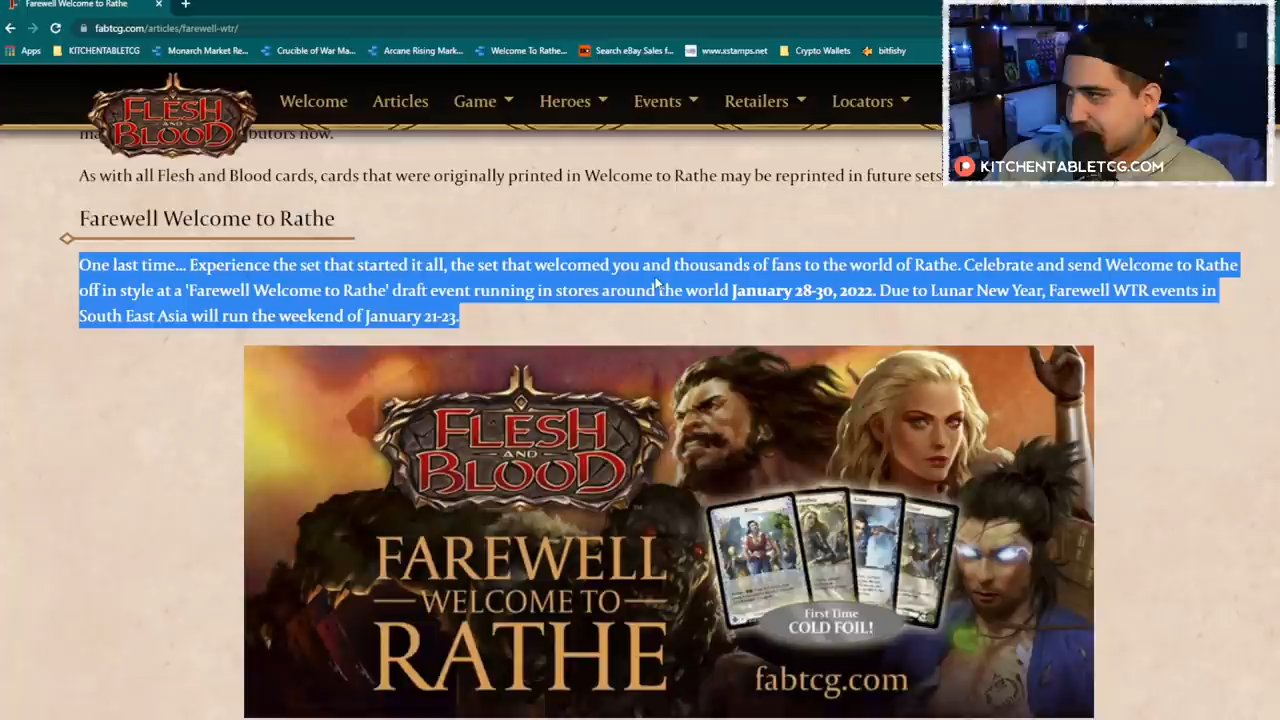 Farewell Welcome to Rathe
fabtcg.com/articles/farewell-wtr/
Apps
KITCHENTABLETCG
Monarch Market Re...
Crucible of War Ma...
Arcane Rising Mark...
Welcome To Rathe...
Search eBay Sales f...
www.xstamps.net
Crypto Wallets
bitfishy
FLESH
AND
BLOOD
Welcome
Articles
Game
Heroes
Events
Retailers
Locators
KITCHENTABLETCG.COM
butors now.
As with all Flesh and Blood cards, cards that were originally printed in Welcome to Rathe may be reprinted in future sets
Farewell Welcome to Rathe
One last time... Experience the set that started it all, the set that welcomed you and thousands of fans to the world of Rathe. Celebrate and send Welcome to Rathe
off in style at a 'Farewell Welcome to Rathe' draft event running in stores around the world January 28-30, 2022. Due to Lunar New Year, Farewell WTR events in
South East Asia will run the weekend of January 21-23.
FLESH
AND
BLOOD
FAREWELL
WELCOME TO
RATHE
First Time
COLD FOIL!
fabtcg.com